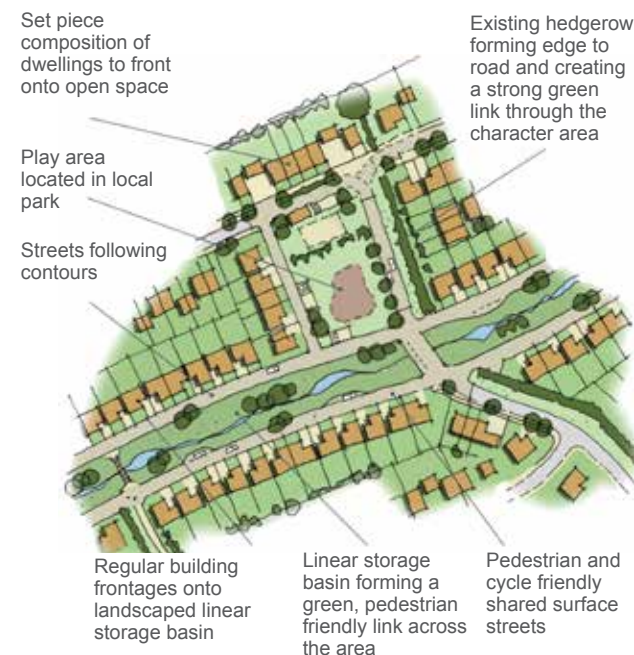 Set piece
composition of
dwellings to front
onto open space
Existing hedgerow
forming edge to
road and creating
a strong green
link through the
character area
Play area
located in local
park
Streets following
contours
Regular building
frontages onto
landscaped linear
storage basin
Linear storage
basin forming a
green, pedestrian
friendly link across
the area
Pedestrian and
cycle friendly
shared surface
streets